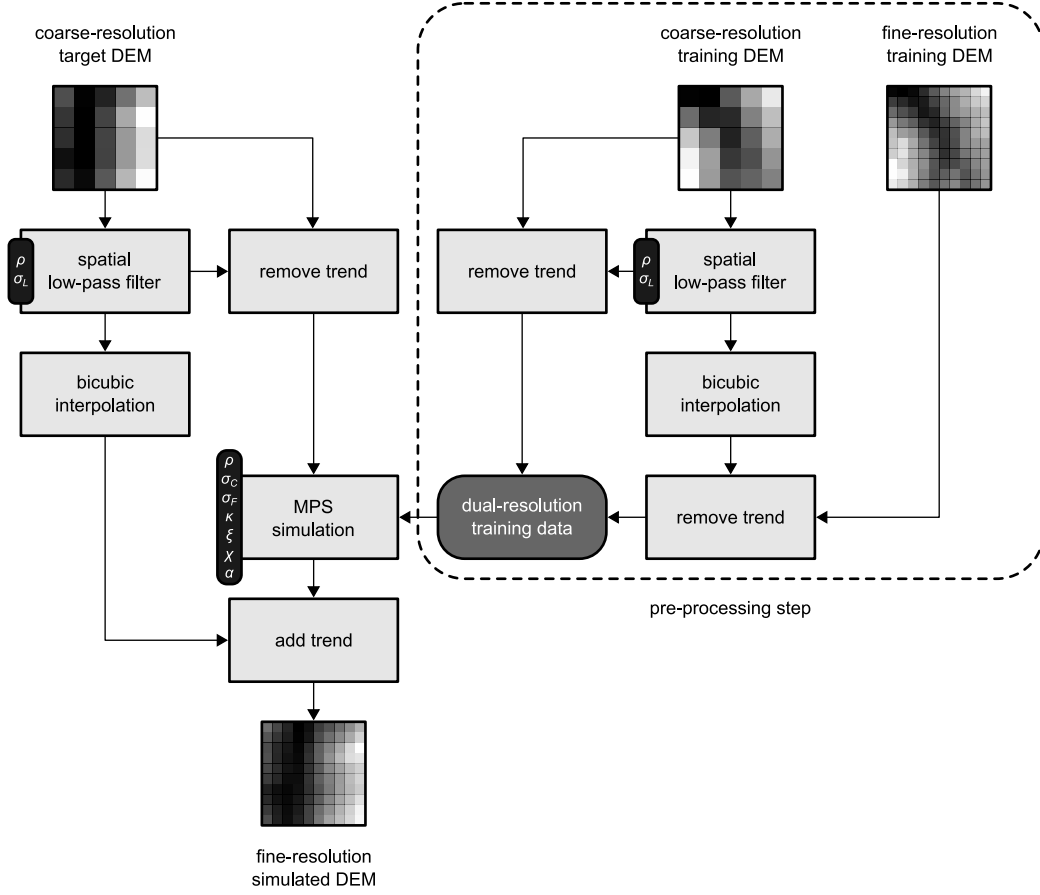 coarse-resolution
target DEM
coarse-resolution
training DEM
fine-resolution
training DEM
ρ
σL
spatial
low-pass filter
remove trend
remove trend
ρ
σL
spatial
low-pass filter
bicubic
interpolation
bicubic
interpolation
ρ
σC
σF
κ
ξ
χ
α
MPS
simulation
dual-resolution
training data
remove trend
pre-processing step
add trend
fine-resolution
simulated DEM